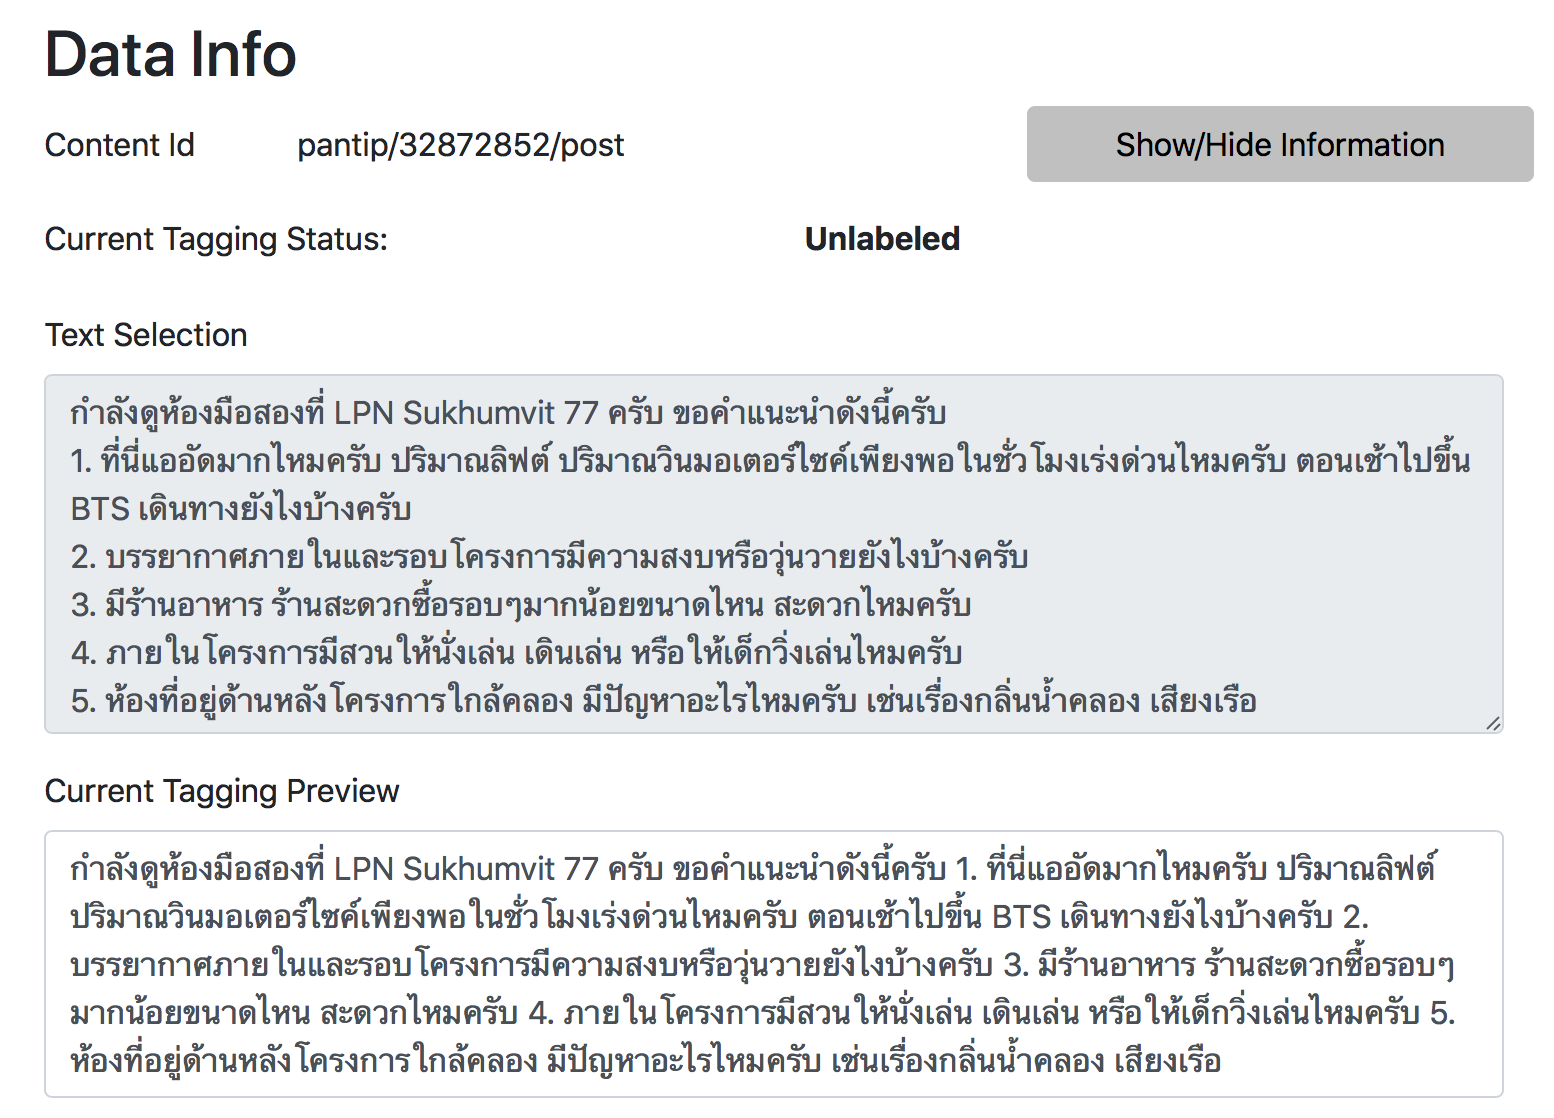 Data Info
Content Id pantip/32872852/post Show/Hide Information
Current Tagging Status: Unlabeled
Text Selection
กำลังดูห้องมือสองที่ LPN Sukhumvit 77 ครับ ขอคำแนะนำดังนี้ครับ
1. ที่นี่แออัดมากไหมครับ ปริมาณลิฟต์ ปริมาณวินมอเตอร์ไซค์เพียงพอในชั่วโมงเร่งด่วนไหมครับ ตอนเช้าไปขึ้น
BTS เดินทางยังไงบ้างครับ
2. บรรยากาศภายในและรอบโครงการมีความสงบหรือวุ่นวายยังไงบ้างครับ
3. มีร้านอาหาร ร้านสะดวกซื้อรอบๆมากน้อยขนาดไหน สะดวกไหมครับ
4. ภายในโครงการมีสวนให้นั่งเล่น เดินเล่น หรือให้เด็กวิ่งเล่นไหมครับ
5. ห้องที่อยู่ด้านหลังโครงการใกล้คลอง มีปัญหาอะไรไหมครับ เช่นเรื่องกลิ่นน้ำคลอง เสียงเรือ
Current Tagging Preview
กำลังดูห้องมือสองที่ LPN Sukhumvit 77 ครับ ขอคำแนะนำดังนี้ครับ 1. ที่นี่แออัดมากไหมครับ ปริมาณลิฟต์
ปริมาณวินมอเตอร์ไซค์เพียงพอในชั่วโมงเร่งด่วนไหมครับ ตอนเช้าไปขึ้น BTS เดินทางยังไงบ้างครับ 2.
บรรยากาศภายในและรอบโครงการมีความสงบหรือวุ่นวายยังไงบ้างครับ 3. มีร้านอาหาร ร้านสะดวกซื้อรอบๆ
มากน้อยขนาดไหน สะดวกไหมครับ 4. ภายในโครงการมีสวนให้นั่งเล่น เดินเล่น หรือให้เด็กวิ่งเล่นไหมครับ 5.
ห้องที่อยู่ด้านหลังโครงการใกล้คลอง มีปัญหาอะไรไหมครับ เช่นเรื่องกลิ่นน้ำคลอง เสียงเรือ